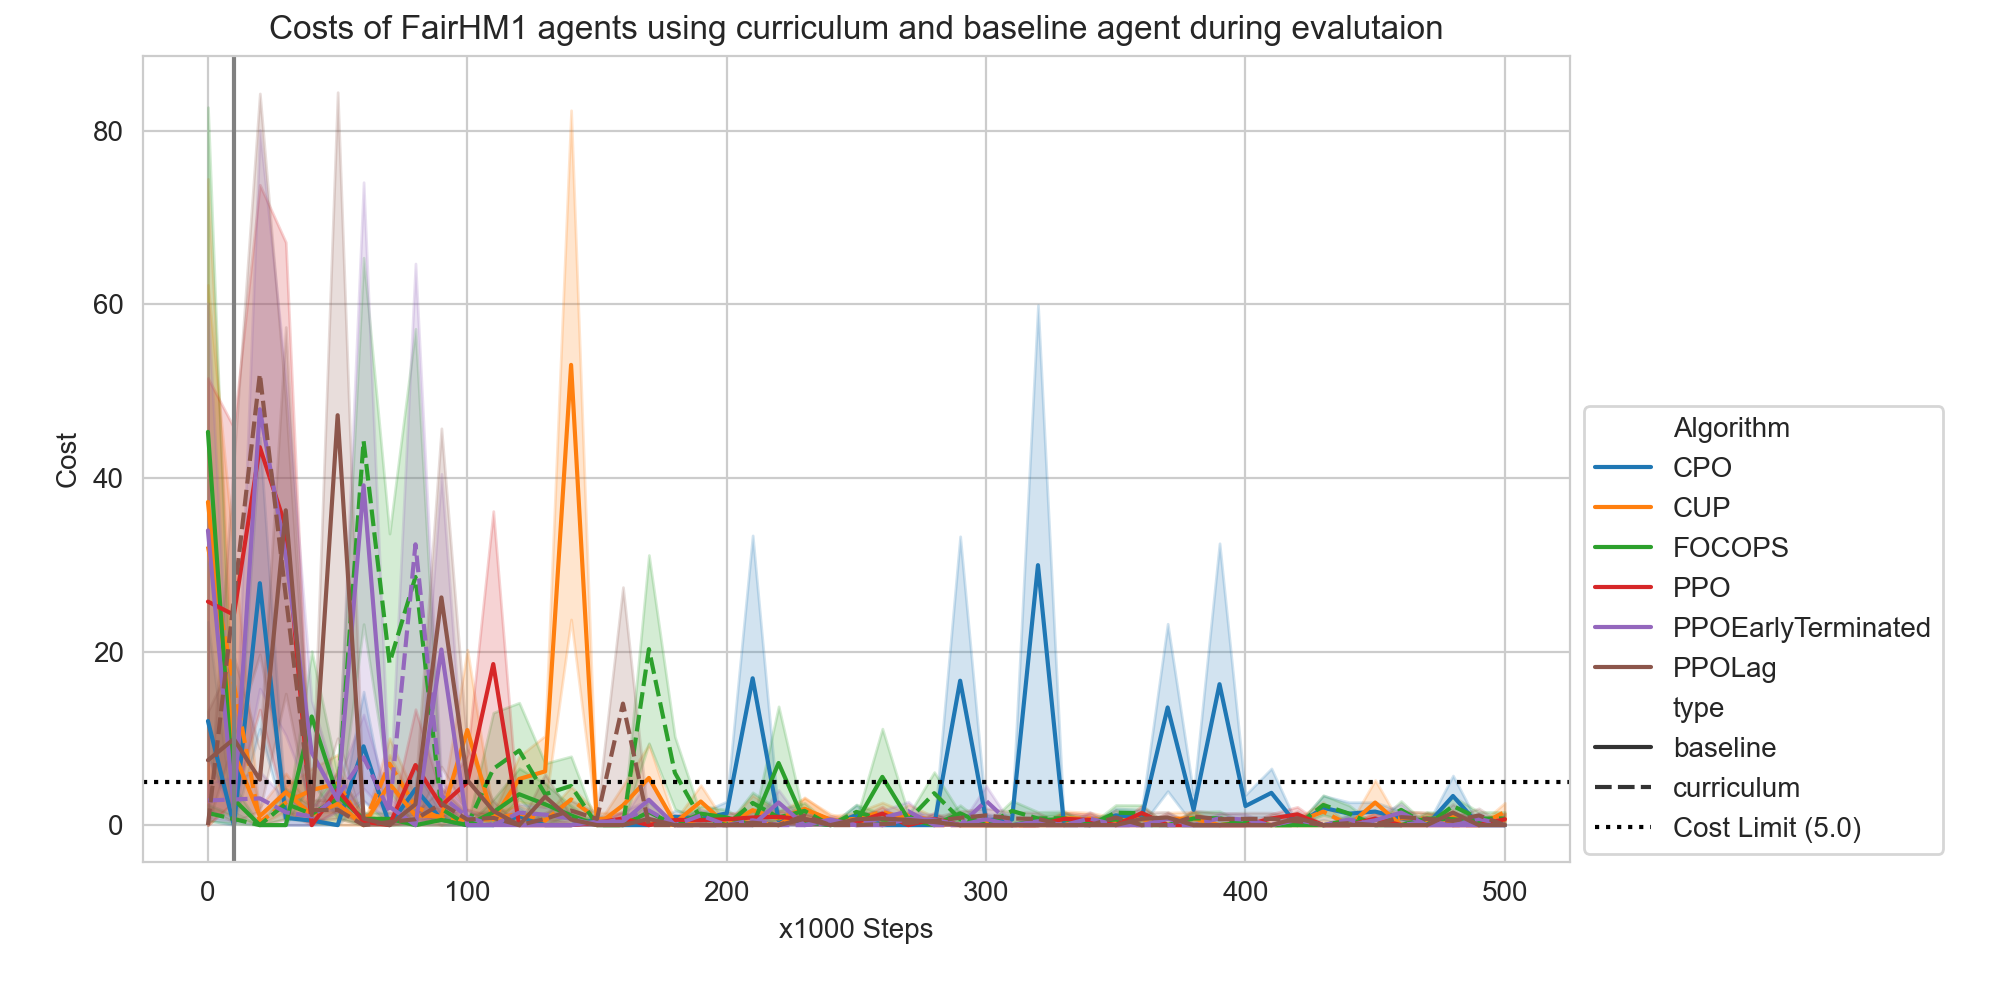 Costs of FairHM1 agents using curriculum and baseline agent during evalutaion
Cost
80
60
40
20
0
0 100 200 300 400 500
x1000 Steps
Algorithm
CPO
CUP
FOCOPS
PPO
PPOEarlyTerminated
PPOLag
type
baseline
curriculum
Cost Limit (5.0)